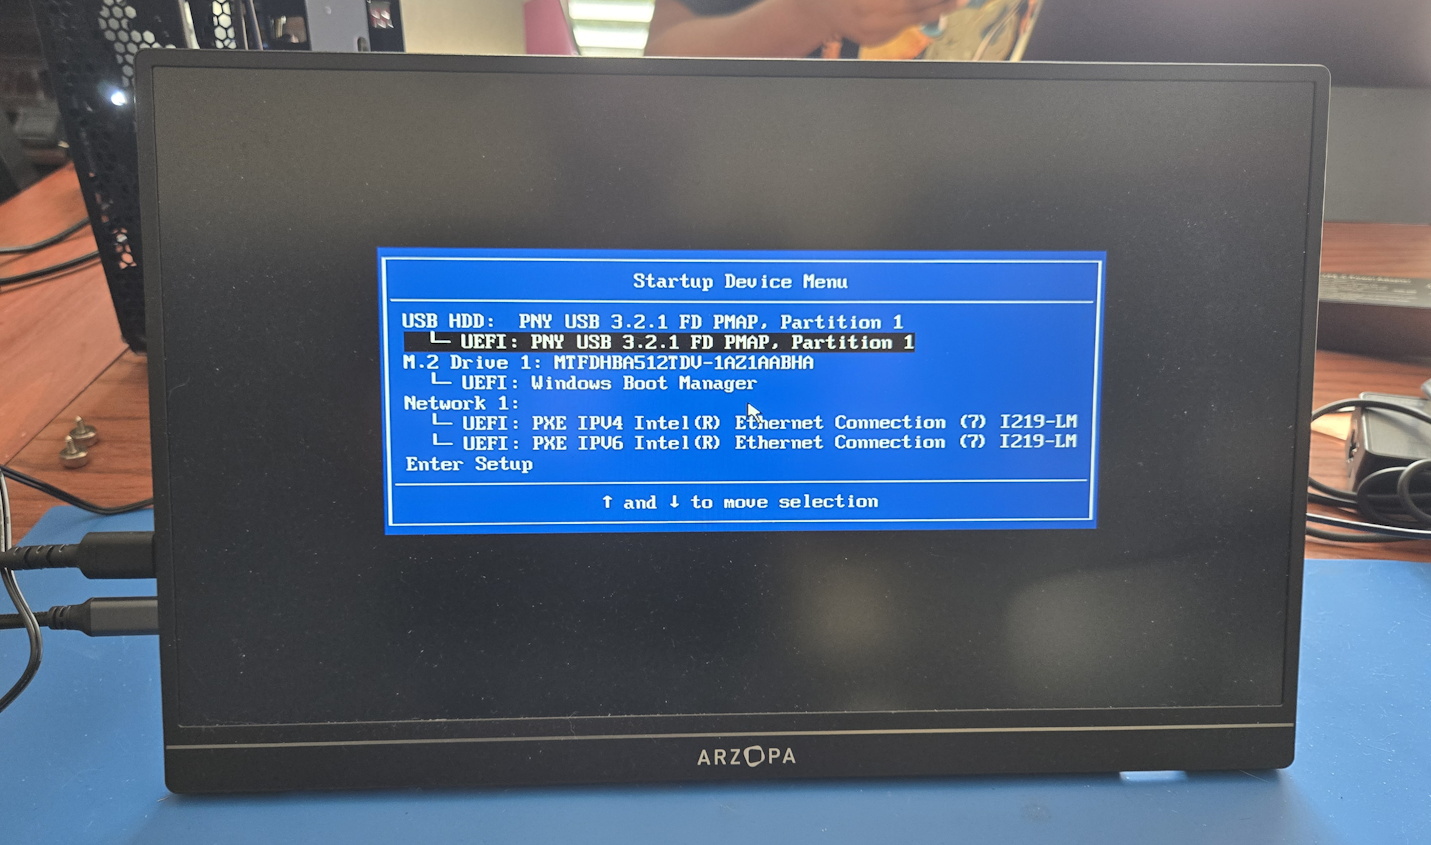 Startup Device Menu
USB HDD: PNY USB 3.2.1 FD PMAP, Partition 1
UEFI: PNY USB 3.2.1 FD PMAP, Partition 1
M.2 Drive 1: MTFDHBA512TDV-1AZ1AABHA
UEFI: Windows Boot Manager
Network 1:
UEFI: PXE IPV4 Intel(R) Ethernet Connection (7) I219-LM
UEFI: PXE IPV6 Intel(R) Ethernet Connection (7) I219-LM
Enter Setup
↑ and ↓ to move selection
ARZOPA